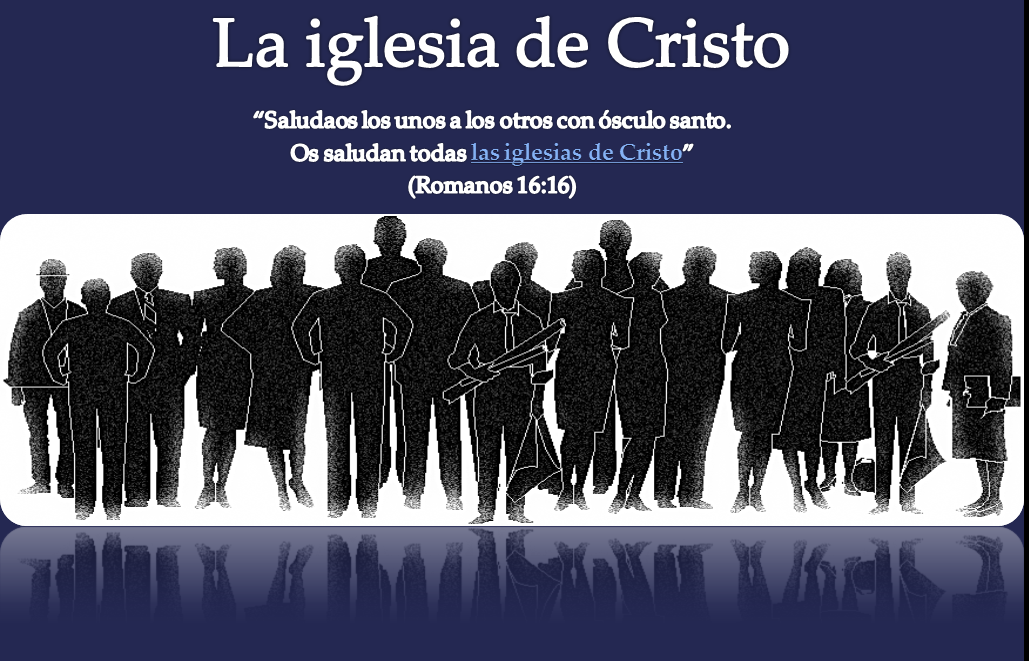 La iglesia de Cristo
“Saludaos los unos a los otros con ósculo santo.
Os saludan todas las iglesias de Cristo”
(Romanos 16:16)